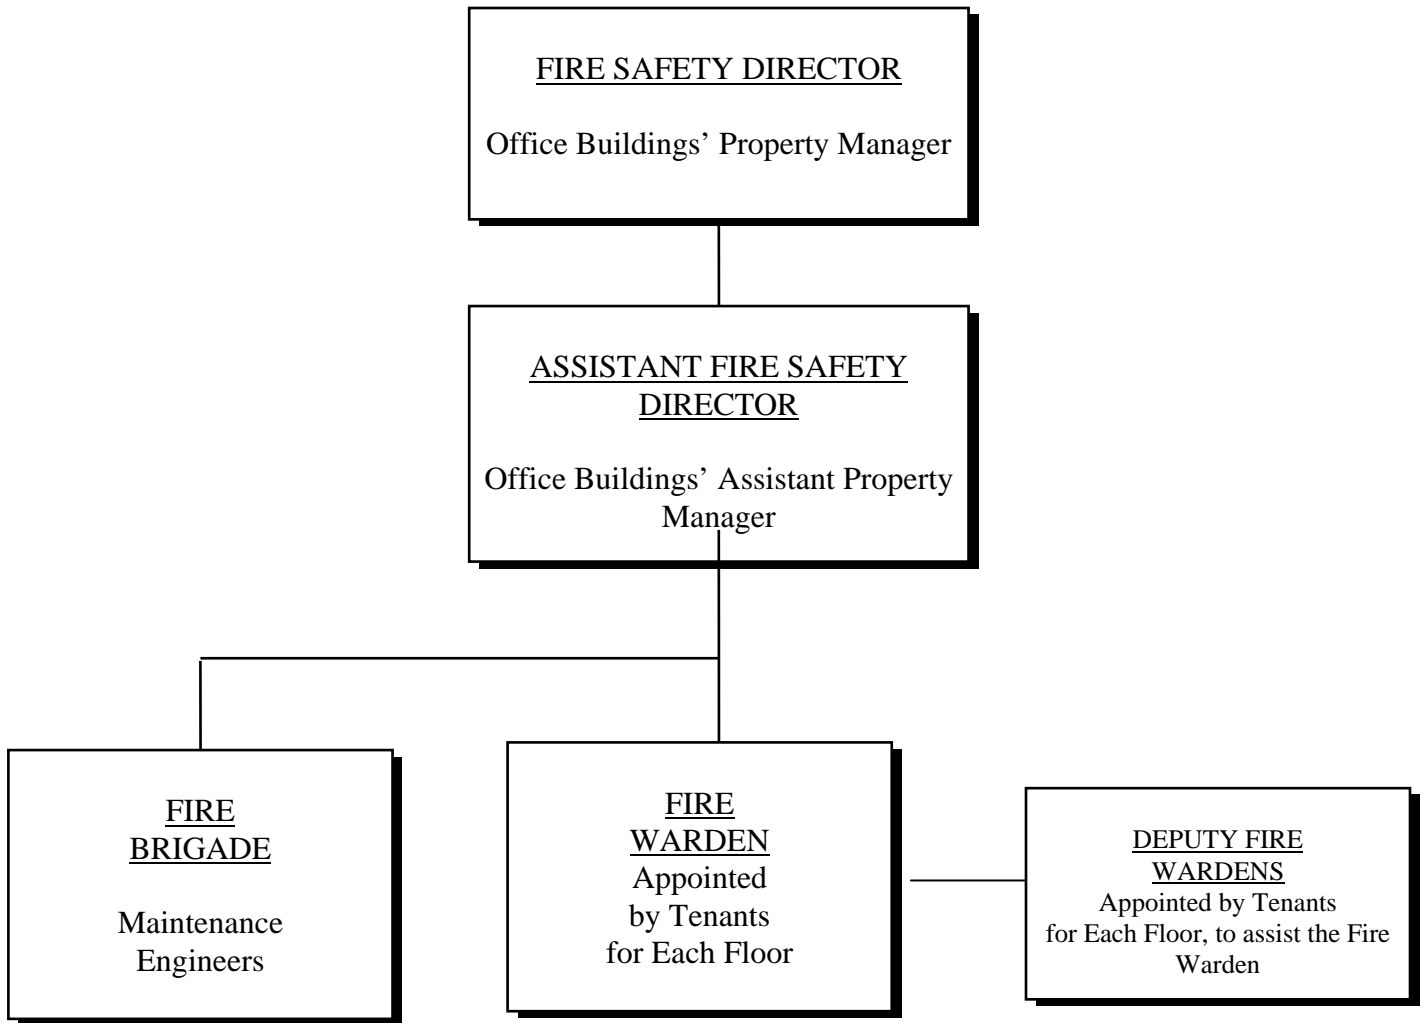 FIRE SAFETY DIRECTOR
Office Buildings’ Property Manager
ASSISTANT FIRE SAFETY
DIRECTOR
Office Buildings’ Assistant Property
Manager
FIRE
BRIGADE
Maintenance
Engineers
FIRE
WARDEN
Appointed
by Tenants
for Each Floor
DEPUTY FIRE
WARDENS
Appointed by Tenants
for Each Floor, to assist the Fire
Warden